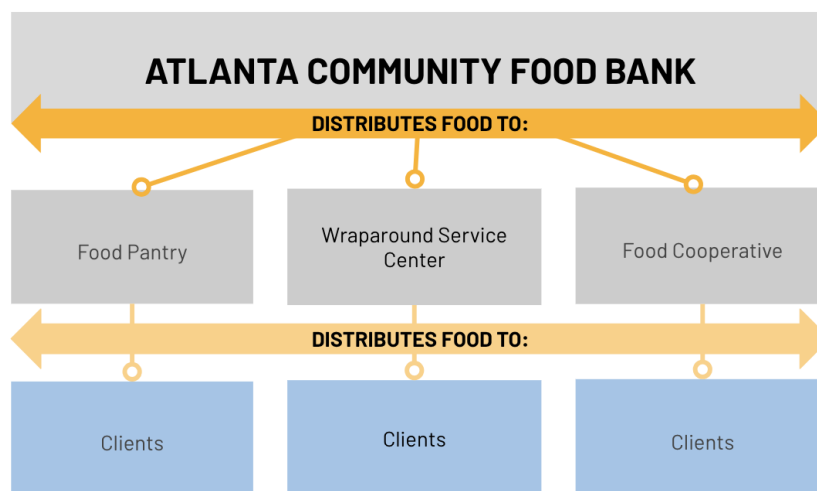 ATLANTA COMMUNITY FOOD BANK
DISTRIBUTES FOOD TO:
Food Pantry
Wraparound Service
Center
Food Cooperative
DISTRIBUTES FOOD TO:
Clients
Clients
Clients